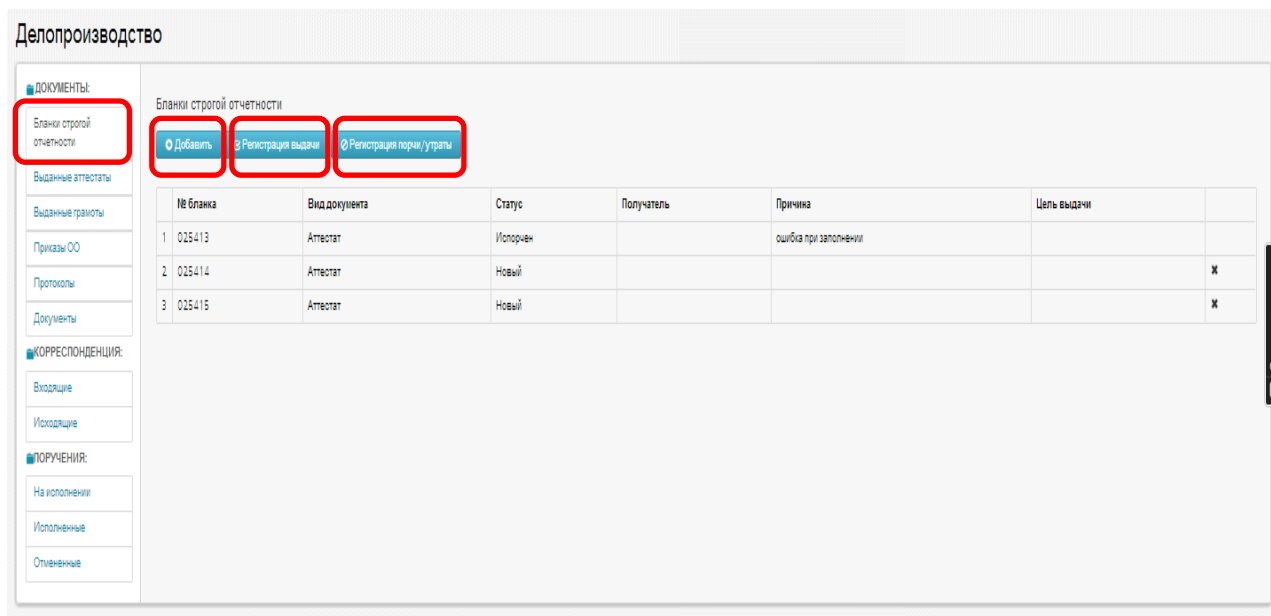 Делопроизводство
ДОКУМЕНТЫ:
Бланки строгой
отчетности
Выданные аттестаты
Выданные грамоты
Приказы ОО
Протоколы
Документы
КОРРЕСПОНДЕНЦИЯ:
Входящие
Исходящие
ПОРУЧЕНИЯ:
На исполнении
Исполненные
Отмененные
Бланки строгой отчетности
Добавить Регистрация выдачи Регистрация порчи/утраты
№ бланка Вид документа Статус Получатель Причина Цель выдачи
1 025413 Аттестат Испорчен ошибка при заполнении
2 025414 Аттестат Новый
3 025415 Аттестат Новый